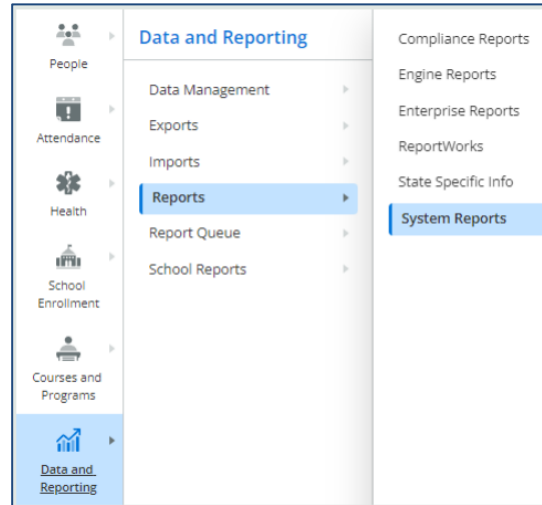 People
Attendance
Health
School
Enrollment
Courses and
Programs
Data and
Reporting
Data and Reporting
Data Management
Exports
Imports
Reports
Report Queue
School Reports
Compliance Reports
Engine Reports
Enterprise Reports
ReportWorks
State Specific Info
System Reports